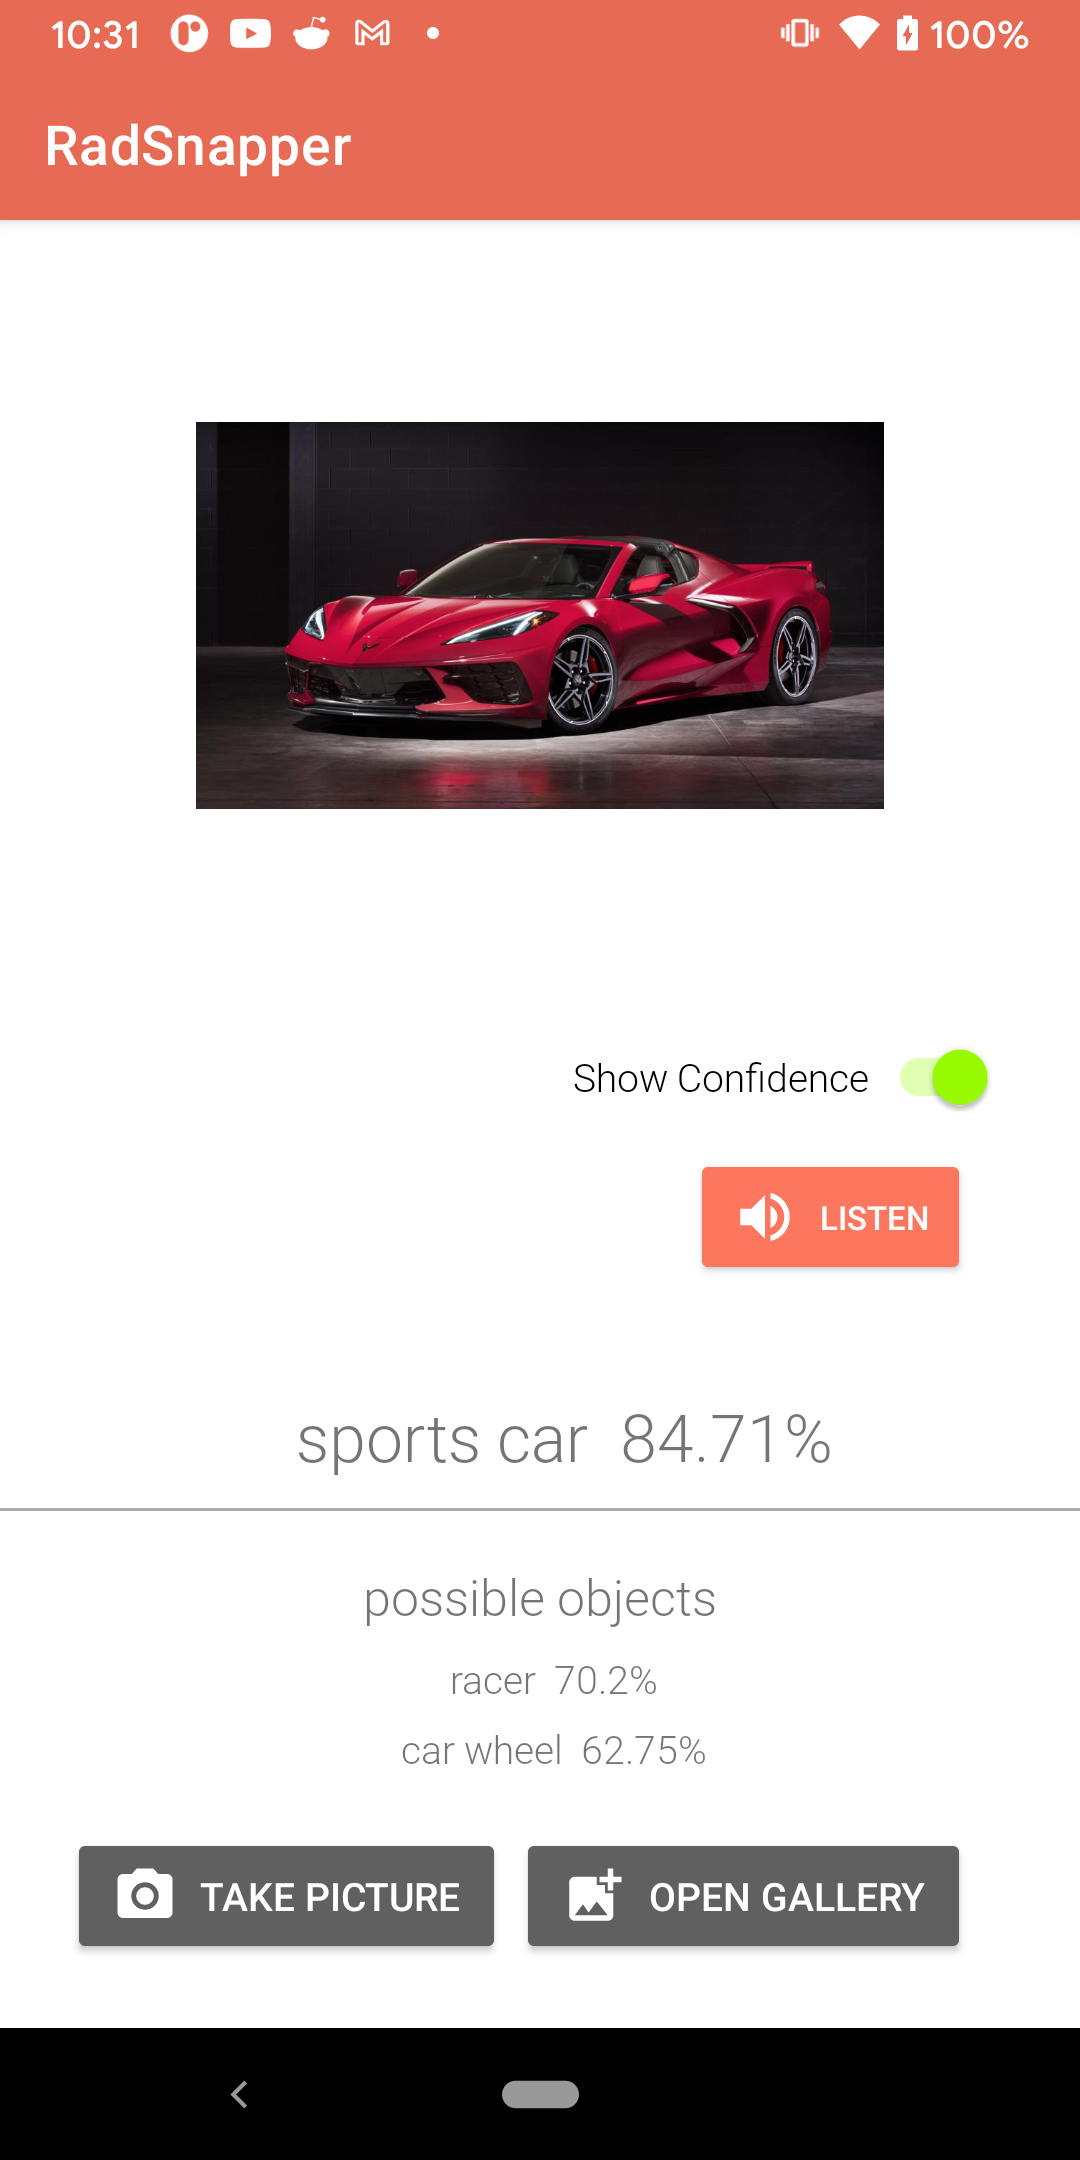 10:31 100%
RadSnapper
Show Confidence
LISTEN
sports car 84.71%
possible objects
racer 70.2%
car wheel 62.75%
TAKE PICTURE OPEN GALLERY